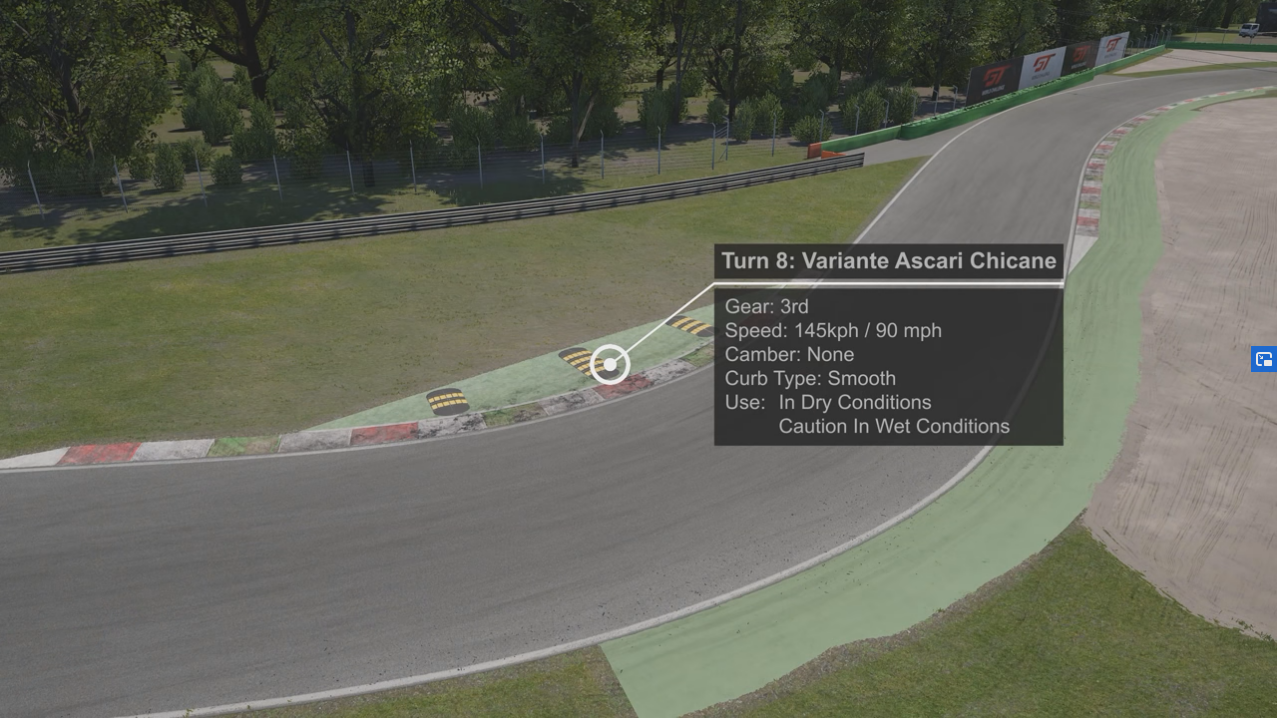 Turn 8: Variante Ascari Chicane
Gear: 3rd
Speed: 145kph / 90 mph
Camber: None
Curb Type: Smooth
Use: In Dry Conditions
Caution In Wet Conditions